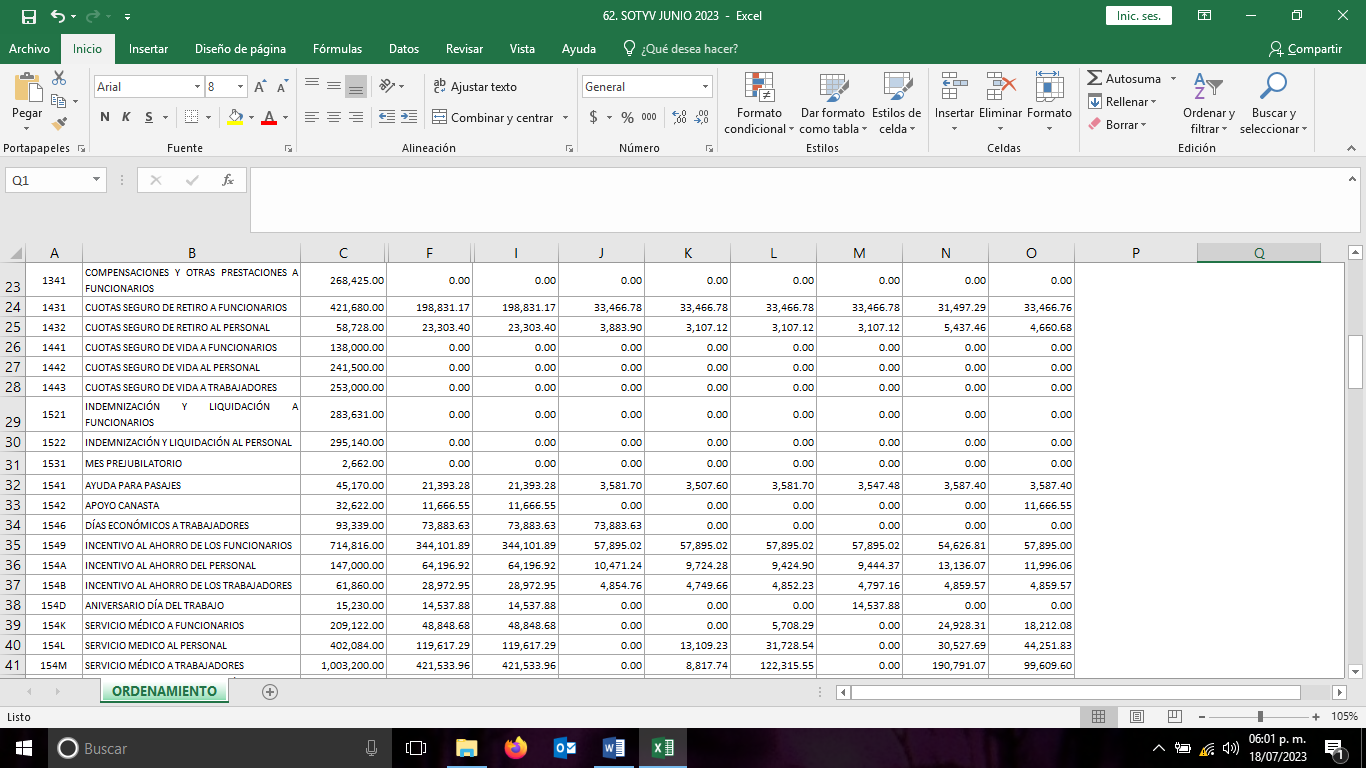 62. SOTYV JUNIO 2023 - Excel
Inic. ses.
Archivo Inicio Insertar Diseño de página Fórmulas Datos Revisar Vista Ayuda ¿Qué desea hacer? Compartir
Pegar
Portapapeles
Arial 8 A A
N K S A
Fuente
ab Ajustar texto
Combinar y centrar
Alineación
General
$ % 000
Número
Formato condicional
Dar formato como tabla
Estilos de celda
Estilos
Insertar Eliminar Formato
Celdas
Autosuma
Rellenar
Borrar
Ordenar y filtrar
Buscar y seleccionar
Edición
Q1 fx
A B C F I J K L M N O P Q
23 1341 COMPENSACIONES Y OTRAS PRESTACIONES A FUNCIONARIOS 268,425.00 0.00 0.00 0.00 0.00 0.00 0.00 0.00 0.00
24 1431 CUOTAS SEGURO DE RETIRO A FUNCIONARIOS 421,680.00 198,831.17 198,831.17 33,466.78 33,466.78 33,466.78 33,466.78 31,497.29 33,466.76
25 1432 CUOTAS SEGURO DE RETIRO AL PERSONAL 58,728.00 23,303.40 23,303.40 3,883.90 3,107.12 3,107.12 3,107.12 5,437.46 4,660.68
26 1441 CUOTAS SEGURO DE VIDA A FUNCIONARIOS 138,000.00 0.00 0.00 0.00 0.00 0.00 0.00 0.00 0.00
27 1442 CUOTAS SEGURO DE VIDA AL PERSONAL 241,500.00 0.00 0.00 0.00 0.00 0.00 0.00 0.00 0.00
28 1443 CUOTAS SEGURO DE VIDA A TRABAJADORES 253,000.00 0.00 0.00 0.00 0.00 0.00 0.00 0.00 0.00
29 1521 INDEMNIZACIÓN Y LIQUIDACIÓN A FUNCIONARIOS 283,631.00 0.00 0.00 0.00 0.00 0.00 0.00 0.00 0.00
30 1522 INDEMNIZACIÓN Y LIQUIDACIÓN AL PERSONAL 295,140.00 0.00 0.00 0.00 0.00 0.00 0.00 0.00 0.00
31 1531 MES PREJUBILATORIO 2,662.00 0.00 0.00 0.00 0.00 0.00 0.00 0.00 0.00
32 1541 AYUDA PARA PASAJES 45,170.00 21,393.28 21,393.28 3,581.70 3,507.60 3,581.70 3,547.48 3,587.40 3,587.40
33 1542 APOYO CANASTA 32,622.00 11,666.55 11,666.55 0.00 0.00 0.00 0.00 0.00 11,666.55
34 1546 DÍAS ECONÓMICOS A TRABAJADORES 93,339.00 73,883.63 73,883.63 73,883.63 0.00 0.00 0.00 0.00 0.00
35 1549 INCENTIVO AL AHORRO DE LOS FUNCIONARIOS 714,816.00 344,101.89 344,101.89 57,895.02 57,895.02 57,895.02 57,895.02 54,626.81 57,895.00
36 154A INCENTIVO AL AHORRO DEL PERSONAL 147,000.00 64,196.92 64,196.92 10,471.24 9,724.28 9,424.90 9,444.37 13,136.07 11,996.06
37 154B INCENTIVO AL AHORRO DE LOS TRABAJADORES 61,860.00 28,972.95 28,972.95 4,854.76 4,749.66 4,852.23 4,797.16 4,859.57 4,859.57
38 154D ANIVERSARIO DÍA DEL TRABAJO 15,230.00 14,537.88 14,537.88 0.00 0.00 0.00 14,537.88 0.00 0.00
39 154K SERVICIO MÉDICO A FUNCIONARIOS 209,122.00 48,848.68 48,848.68 0.00 0.00 5,708.29 0.00 24,928.31 18,212.08
40 154L SERVICIO MEDICO AL PERSONAL 402,084.00 119,617.29 119,617.29 0.00 13,109.23 31,728.54 0.00 30,527.69 44,251.83
41 154M SERVICIO MÉDICO A TRABAJADORES 1,003,200.00 421,533.96 421,533.96 0.00 8,817.74 122,315.55 0.00 190,791.07 99,609.60
ORDENAMIENTO
Listo 105%
Buscar
06:01 p. m.
18/07/2023
1